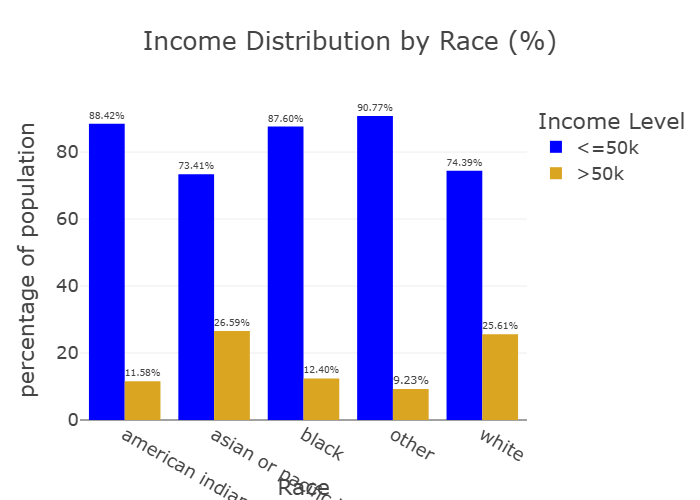 Income Distribution by Race (%)
percentage of population
80
60
40
20
0
88.42%
11.58%
73.41%
26.59%
87.60%
12.40%
90.77%
9.23%
74.39%
25.61%
american indian
asian or pacific
black
other
white
Race
Income Level
<=50k
>50k